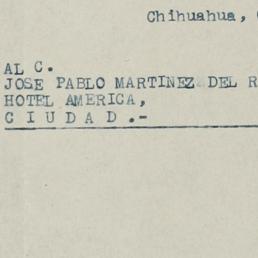 Chihuahua,
AL C.
JOSE PABLO MARTINEZ DEL R
HOTEL AMERICA,
C I U D A D .-